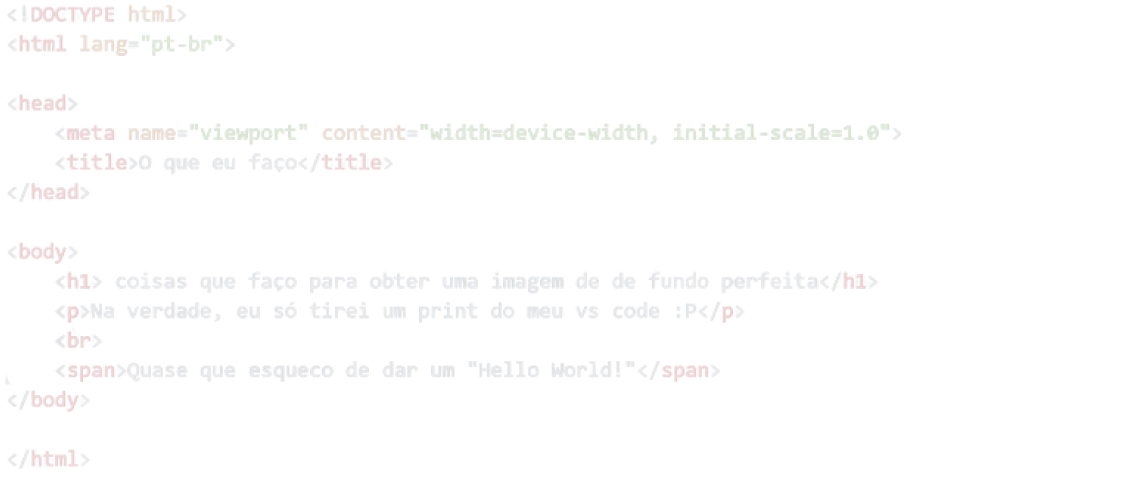 <!DOCTYPE html>
<html lang="pt-br">
<head>
<meta name="viewport" content="width=device-width, initial-scale=1.0">
<title>O que eu faço</title>
</head>
<body>
<h1> coisas que faço para obter uma imagem de de fundo perfeita</h1>
<p>Na verdade, eu só tirei um print do meu vs code :P</p>
<br>
<span>Quase que esqueco de dar um "Hello World!"</span>
</body>
</html>